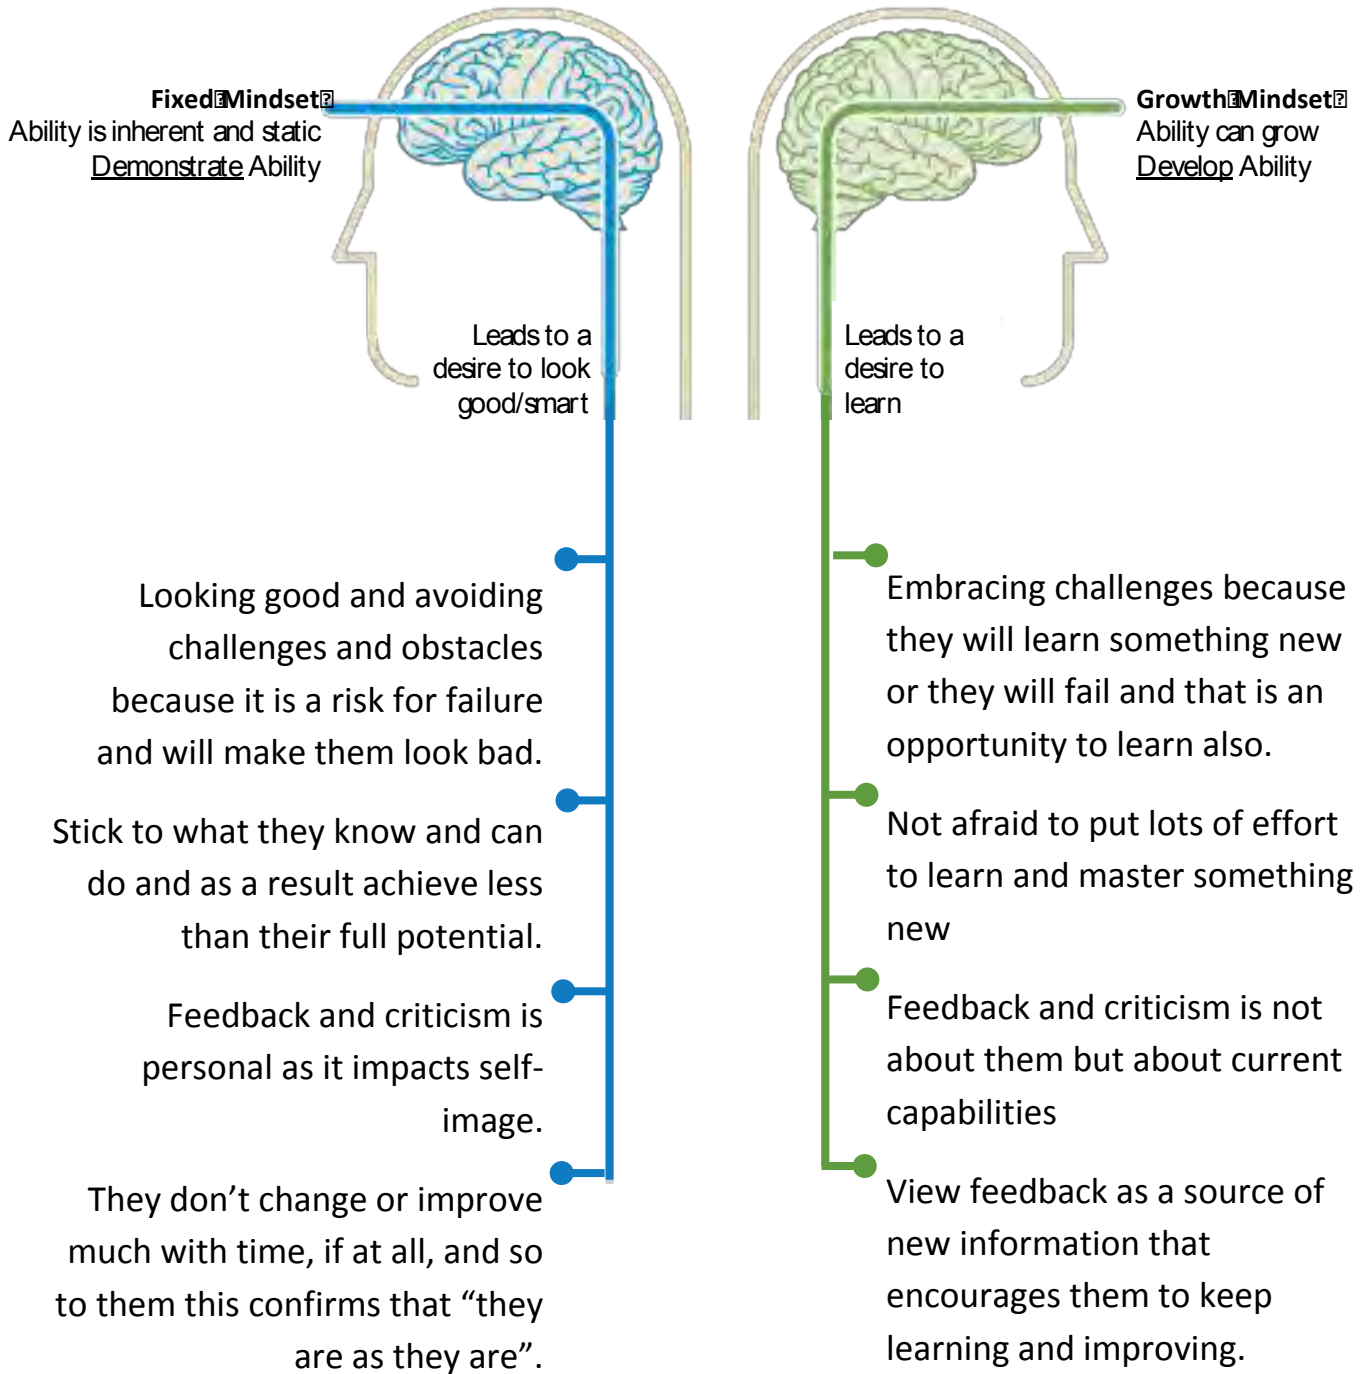 Fixed Mindset
Ability is inherent and static
Demonstrate Ability
Leads to a
desire to look
good/smart
Looking good and avoiding
challenges and obstacles
because it is a risk for failure
and will make them look bad.
Stick to what they know and can
do and as a result achieve less
than their full potential.
Feedback and criticism is
personal as it impacts self-
image.
They don’t change or improve
much with time, if at all, and so
to them this confirms that “they
are as they are”.
Growth Mindset
Ability can grow
Develop Ability
Leads to a
desire to
learn
Embracing challenges because
they will learn something new
or they will fail and that is an
opportunity to learn also.
Not afraid to put lots of effort
to learn and master something
new
Feedback and criticism is not
about them but about current
capabilities
View feedback as a source of
new information that
encourages them to keep
learning and improving.